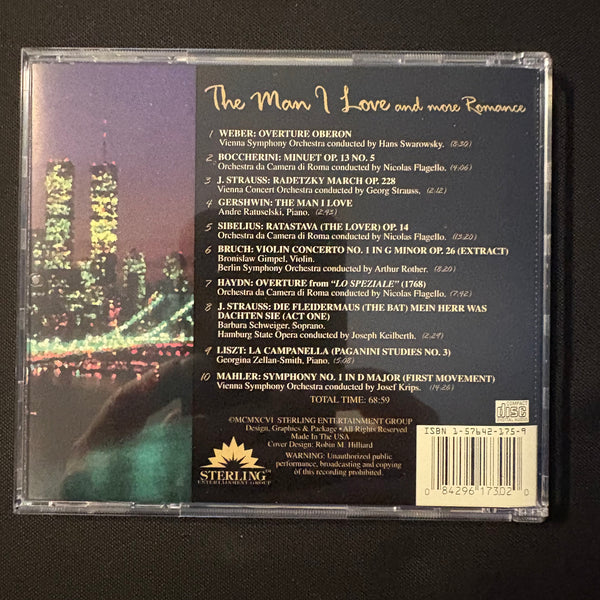 The Man I Love and more Romance
1 WEBER: OVERTURE OBERON
Vienna Symphony Orchestra conducted by Hans Swarowsky. (8:30)
2 BOCCHERINI: MINUET OP. 13 NO. 5
Orchestra da Camera di Roma conducted by Nicolas Flagello. (4:06)
3 J. STRAUSS: RADETZKY MARCH OP. 228
Vienna Concert Orchestra conducted by Georg Strauss, (2:12)
4 GERSHWIN: THE MAN I LOVE
Andre Ratuselski, Piano. (2:43)
5 SIBELIUS: RATASTAVA (THE LOVER) OP. 14
Orchestra da Camera di Roma conducted by Nicolas Flagello. (13:20)
6 BRUCH: VIOLIN CONCERTO NO. 1 IN G MINOR OP. 26 (EXTRACT)
Bronislaw Gimpel, Violin.
Berlin Symphony Orchestra conducted by Arthur Rother. (8:20)
7 HAYDN: OVERTURE from "LO SPEZIALE" (1768)
Orchestra da Camera di Roma conducted by Nicolas Flagello. (7:42)
8 J. STRAUSS: DIE FLEIDERMAUS (THE BAT) MEIN HERR WAS
DACHTEN SIE (ACT ONE)
Barbara Schweiger, Soprano.
Hamburg State Opera conducted by Joseph Keilberth. (2:29)
9 LISZT: LA CAMPANELLA (PAGANINI STUDIES NO. 3)
Georgina Zellan-Smith, Piano. (5:08)
10 MAHLER: SYMPHONY NO. 1 IN D MAJOR (FIRST MOVEMENT)
Vienna Symphony Orchestra conducted by Josef Krips. (14:26)
TOTAL TIME: 68:59
©MCMXCVI STERLING ENTERTAINMENT GROUP
Design, Graphics & Package • All Rights Reserved
Made In The USA
Cover Design: Robin M. Hilliard
WARNING: Unauthorized public
performance, broadcasting and copying
of this recording prohibited.
STERLING™
ENTERTAINMENT GROUP
COMPACT
disc
DIGITAL AUDIO
ISBN 1-57642-175-9
0 84296 17302 0